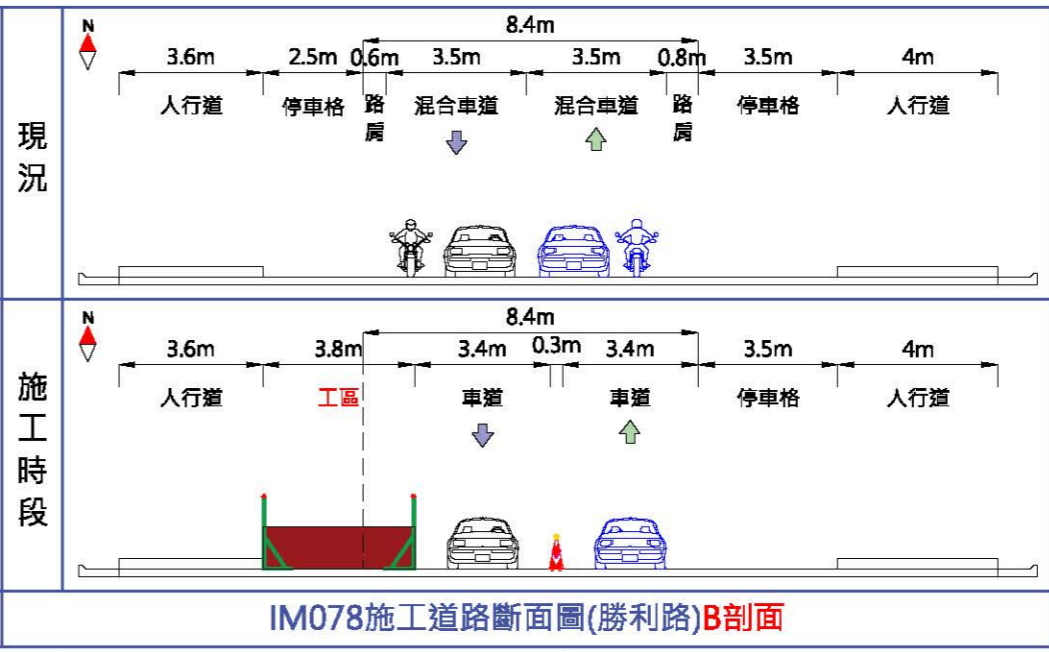 現況
N
8.4m
3.6m 2.5m 0.6m 3.5m 3.5m 0.8m 3.5m 4m
人行道 停車格 路肩 混合車道 混合車道 路肩 停車格 人行道
施工時段
N
8.4m
3.6m 3.8m 3.4m 0.3m 3.4m 3.5m 4m
人行道 工區 車道 車道 停車格 人行道
IM078施工道路斷面圖(勝利路)B剖面